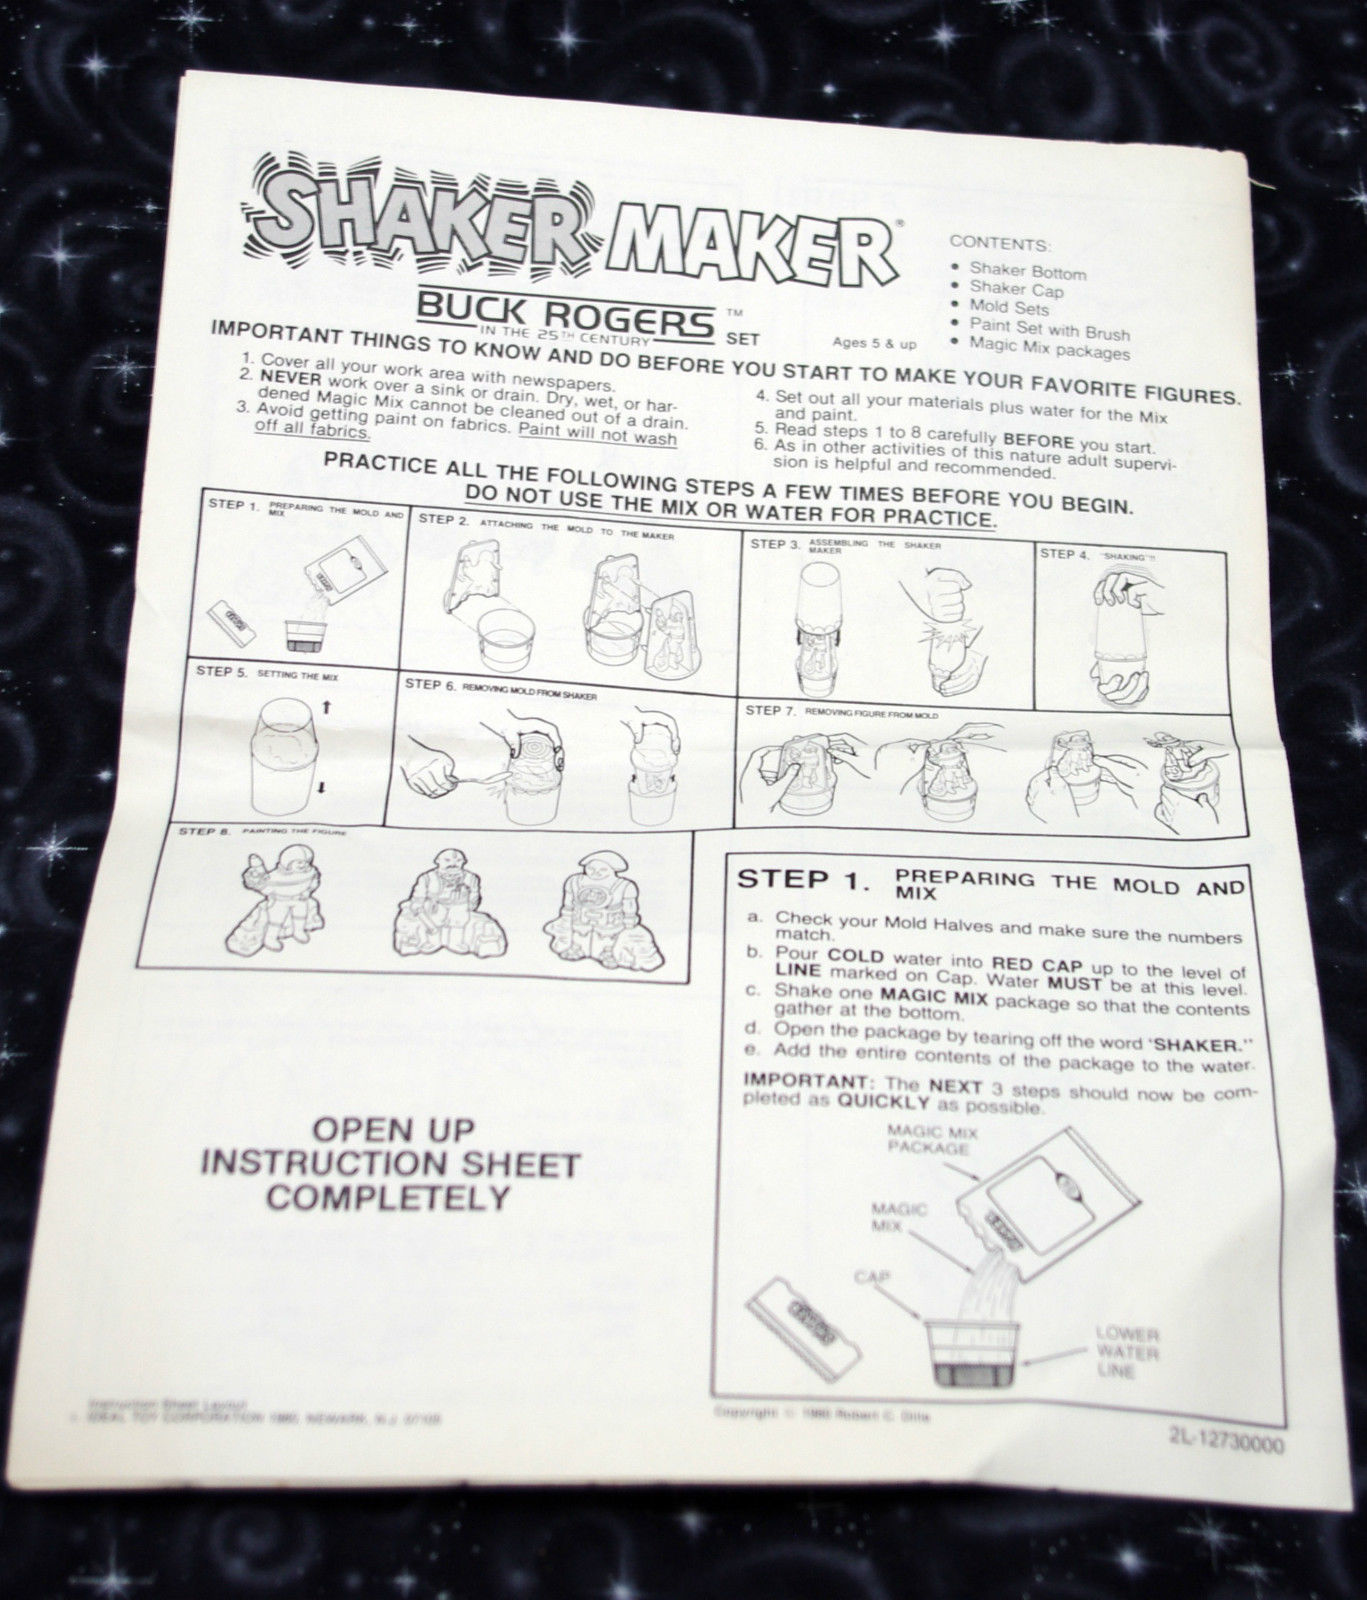 SHAKER MAKER®
BUCK ROGERS™
IN THE 25TH CENTURY SET
Ages 5 & up
CONTENTS:
• Shaker Bottom
• Shaker Cap
• Mold Sets
• Paint Set with Brush
• Magic Mix packages
IMPORTANT THINGS TO KNOW AND DO BEFORE YOU START TO MAKE YOUR FAVORITE FIGURES.
1. Cover all your work area with newspapers.
2. NEVER work over a sink or drain. Dry, wet, or har-
dened Magic Mix cannot be cleaned out of a drain.
3. Avoid getting paint on fabrics. Paint will not wash
off all fabrics.
4. Set out all your materials plus water for the Mix
and paint.
5. Read steps 1 to 8 carefully BEFORE you start.
6. As in other activities of this nature adult supervi-
sion is helpful and recommended.
PRACTICE ALL THE FOLLOWING STEPS A FEW TIMES BEFORE YOU BEGIN.
DO NOT USE THE MIX OR WATER FOR PRACTICE.
STEP 1. PREPARING THE MOLD AND
MIX
STEP 2. ATTACHING THE MOLD TO THE MAKER
STEP 3. ASSEMBLING THE SHAKER
MAKER
STEP 4. "SHAKING"!!
STEP 5. SETTING THE MIX
STEP 6. REMOVING MOLD FROM SHAKER
STEP 7. REMOVING FIGURE FROM MOLD
STEP 8. PAINTING THE FIGURE
STEP 1. PREPARING THE MOLD AND
MIX
a. Check your Mold Halves and make sure the numbers
match.
b. Pour COLD water into RED CAP up to the level of
LINE marked on Cap. Water MUST be at this level.
c. Shake one MAGIC MIX package so that the contents
gather at the bottom.
d. Open the package by tearing off the word 'SHAKER."
e. Add the entire contents of the package to the water.
IMPORTANT: The NEXT 3 steps should now be com-
pleted as QUICKLY as possible.
MAGIC MIX
PACKAGE
MAGIC
MIX
CAP
LOWER
WATER
LINE
OPEN UP
INSTRUCTION SHEET
COMPLETELY
Instruction Sheet Layout
IDEAL TOY CORPORATION 1980, NEWARK, N.J. 07105
Copyright © 1980 Robert C. Dille
2L-12730000